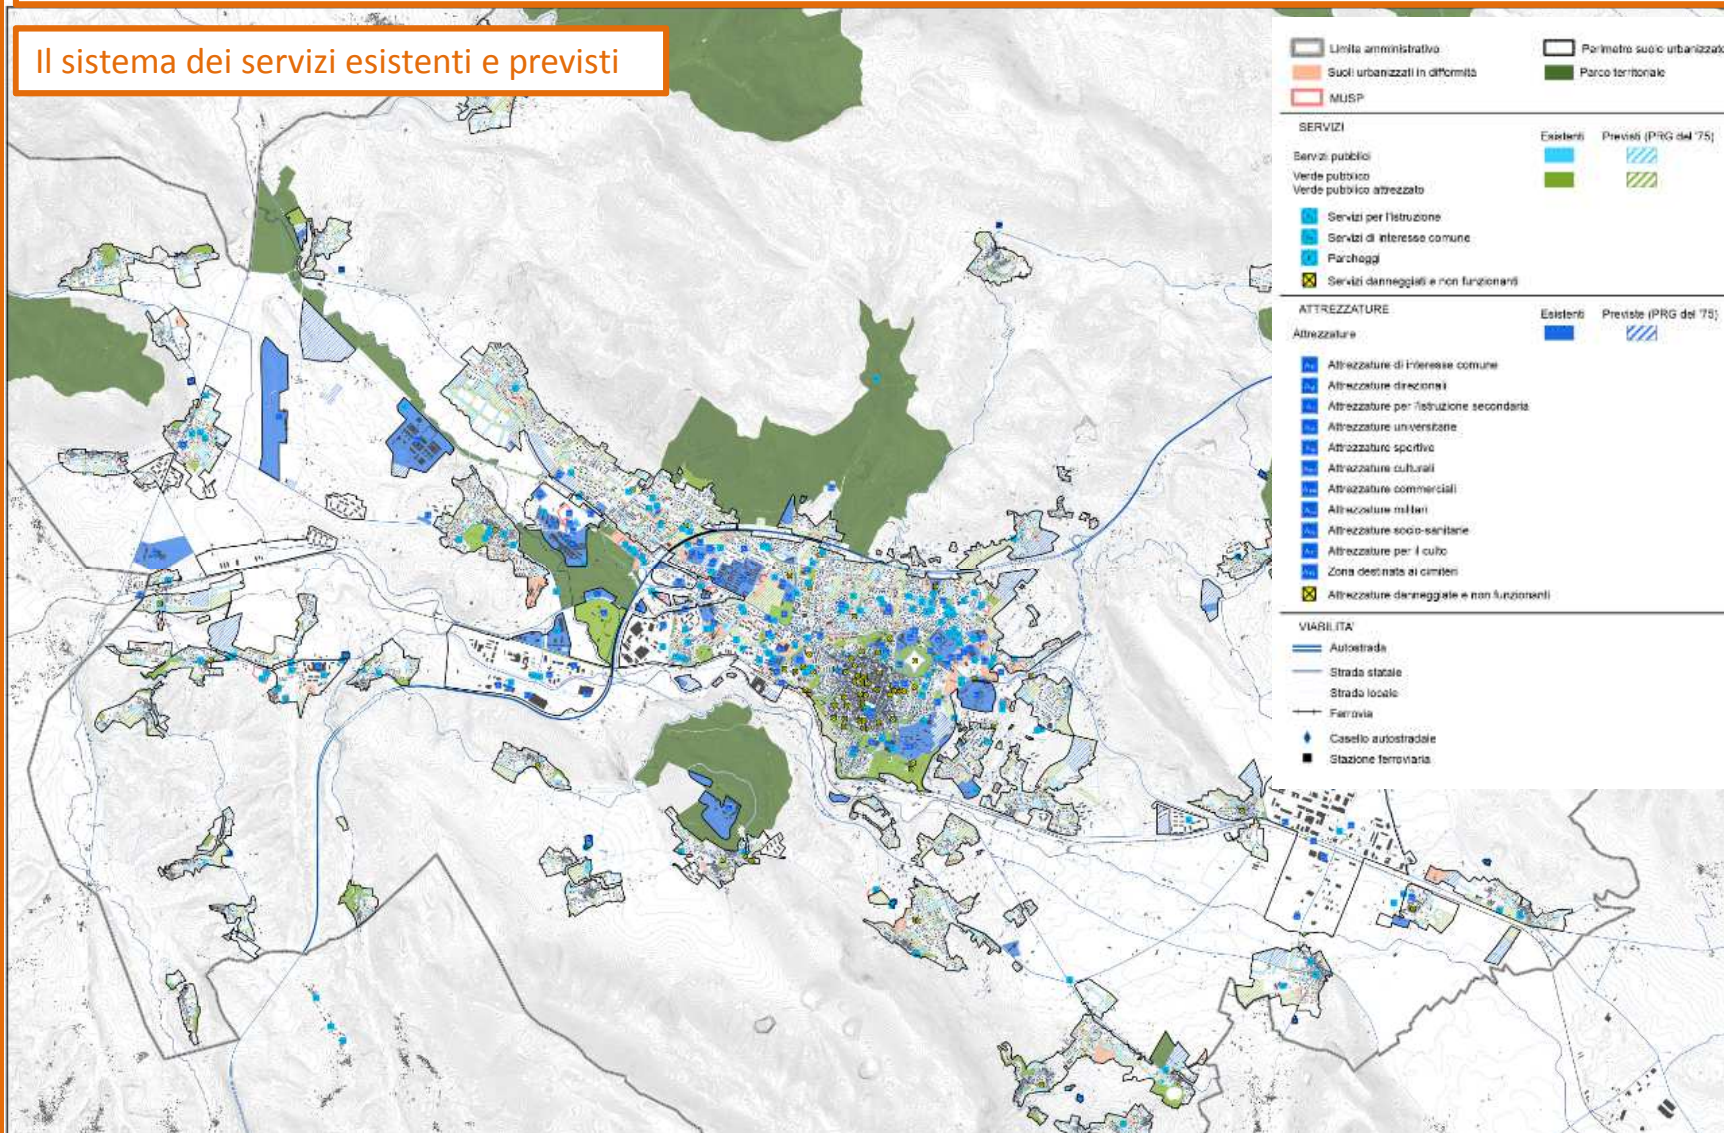 Il sistema dei servizi esistenti e previsti
Limite amministrativo
Perimetro suolo urbanizzato
Suoli urbanizzati in difformità
Parco territoriale
MUSP
SERVIZI
Esistenti Previsti (PRG del '75)
Servizi pubblici
Verde pubblico
Verde pubblico attrezzato
Servizi per l'istruzione
Servizi di interesse comune
Parcheggi
Servizi danneggiati e non funzionanti
ATTREZZATURE
Esistenti Previste (PRG del '75)
Attrezzature
Attrezzature di interesse comune
Attrezzature direzionali
Attrezzature per l'istruzione secondaria
Attrezzature universitarie
Attrezzature sportive
Attrezzature culturali
Attrezzature commerciali
Attrezzature militari
Attrezzature socio-sanitarie
Attrezzature per il culto
Zona destinata ai cimiteri
Attrezzature danneggiate e non funzionanti
VIABILITA'
Autostrada
Strada statale
Strada locale
Ferrovia
Casello autostradale
Stazione ferroviaria